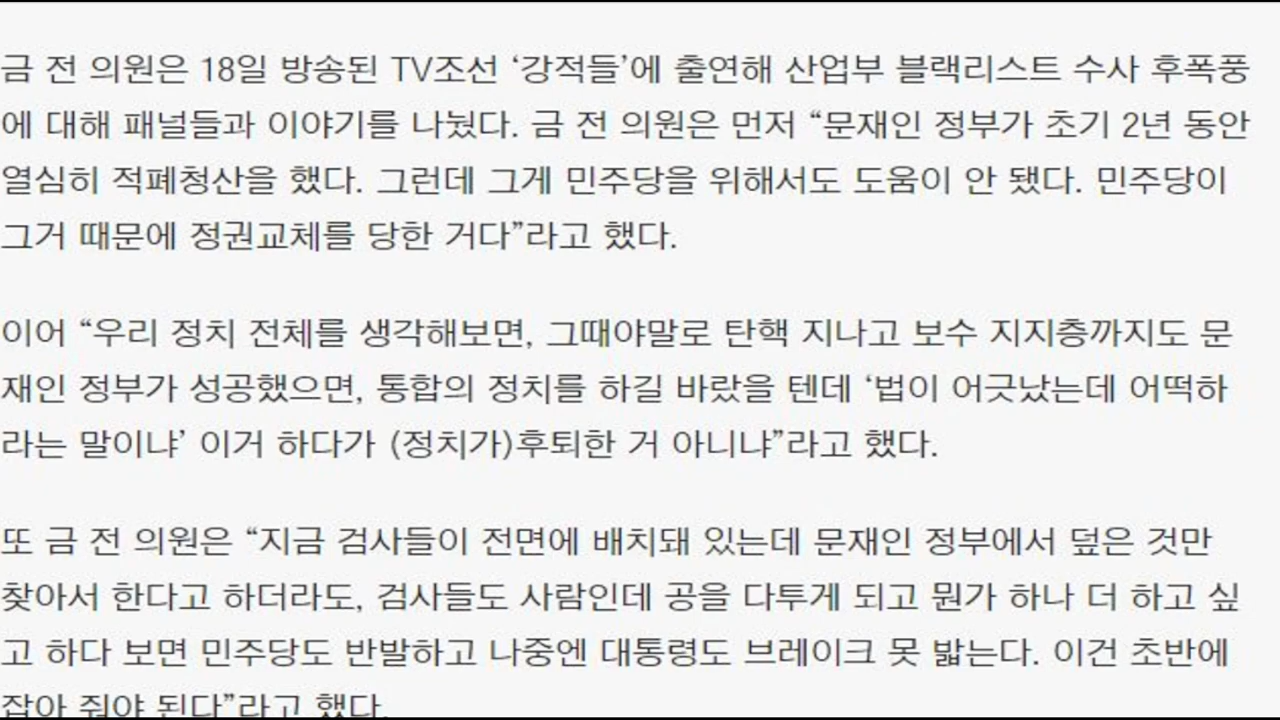 금 전 의원은 18일 방송된 TV조선 ‘강적들’에 출연해 산업부 블랙리스트 수사 후폭풍
에 대해 패널들과 이야기를 나눴다. 금 전 의원은 먼저 “문재인 정부가 초기 2년 동안
열심히 적폐청산을 했다. 그런데 그게 민주당을 위해서도 도움이 안 됐다. 민주당이
그거 때문에 정권교체를 당한 거다”라고 했다.
이어 “우리 정치 전체를 생각해보면, 그때야말로 탄핵 지나고 보수 지지층까지도 문
재인 정부가 성공했으면, 통합의 정치를 하길 바랐을 텐데 ‘법이 어긋났는데 어떡하
라는 말이냐’ 이거 하다가 (정치가)후퇴한 거 아니냐”라고 했다.
또 금 전 의원은 “지금 검사들이 전면에 배치돼 있는데 문재인 정부에서 덮은 것만
찾아서 한다고 하더라도, 검사들도 사람인데 공을 다투게 되고 뭔가 하나 더 하고 싶
고 하다 보면 민주당도 반발하고 나중엔 대통령도 브레이크 못 밟는다. 이건 초반에
잡아 줘야 된다”라고 했다.